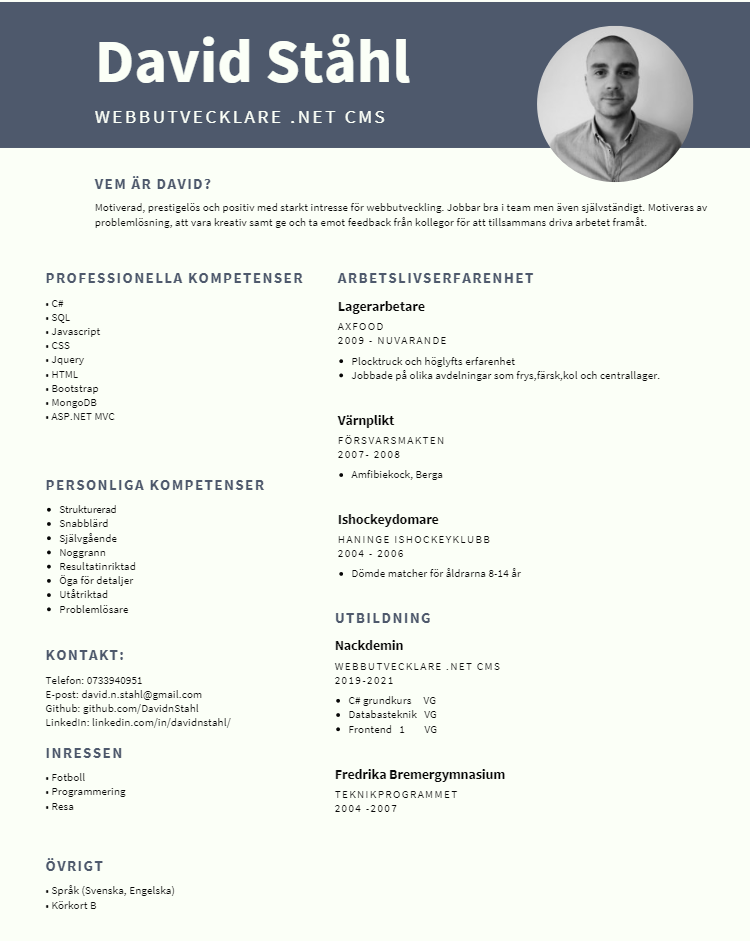 David Ståhl
WEBBUTVECKLARE .NET CMS
VEM ÄR DAVID?
Motiverad, prestigelös och positiv med starkt intresse för webbutveckling. Jobbar bra i team men även självständigt. Motiveras av
problemlösning, att vara kreativ samt ge och ta emot feedback från kollegor för att tillsammans driva arbetet framåt.
PROFESSIONELLA KOMPETENSER
• C#
• SQL
• Javascript
• CSS
• Jquery
• HTML
• Bootstrap
• MongoDB
• ASP.NET MVC
PERSONLIGA KOMPETENSER
• Strukturerad
• Snabblärd
• Självgående
• Noggrann
• Resultatinriktad
• Öga för detaljer
• Utåtriktad
• Problemlösare
KONTAKT:
Telefon: 0733940951
E-post: david.n.stahl@gmail.com
Github: github.com/DavidnStahl
LinkedIn: linkedin.com/in/davidnstahl/
INRESSEN
• Fotboll
• Programmering
• Resa
ÖVRIGT
• Språk (Svenska, Engelska)
• Körkort B
ARBETSLIVSERFARENHET
Lagerarbetare
AXFOOD
2009 - NUVARANDE
• Plocktruck och höglyfts erfarenhet
• Jobbade på olika avdelningar som frys,färsk,kol och centrallager.
Värnplikt
FÖRSVARSMAKTEN
2007- 2008
• Amfibiekock, Berga
Ishockeydomare
HANINGE ISHOCKEYKLUBB
2004 - 2006
• Dömde matcher för åldrarna 8-14 år
UTBILDNING
Nackdemin
WEBBUTVECKLARE .NET CMS
2019-2021
• C# grundkurs VG
• Databasteknik VG
• Frontend 1 VG
Fredrika Bremergymnasium
TEKNIKPROGRAMMET
2004 -2007